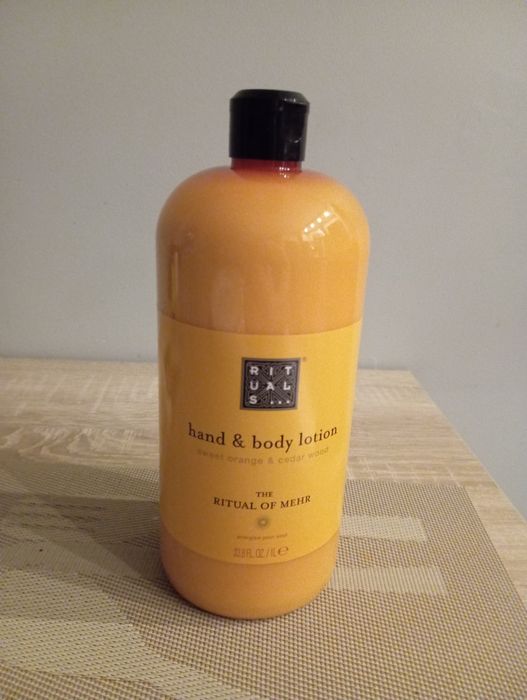 RIT
UAL
S...
®
hand & body lotion
sweet orange & cedar wood
THE
RITUAL OF MEHR
energise your soul
33.8 FL.OZ / 1L ℮